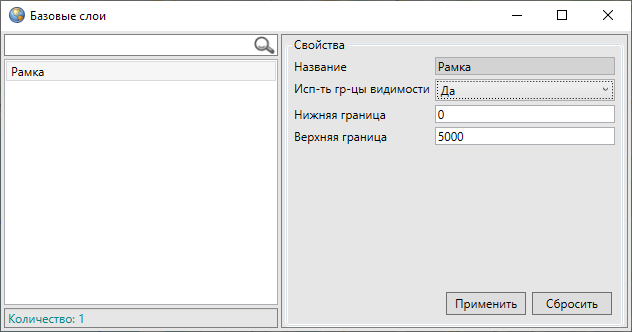 Базовые слои
Рамка
Количество: 1
Свойства
Название Рамка
Исп-ть гр-цы видимости Да
Нижняя граница 0
Верхняя граница 5000
Применить Сбросить